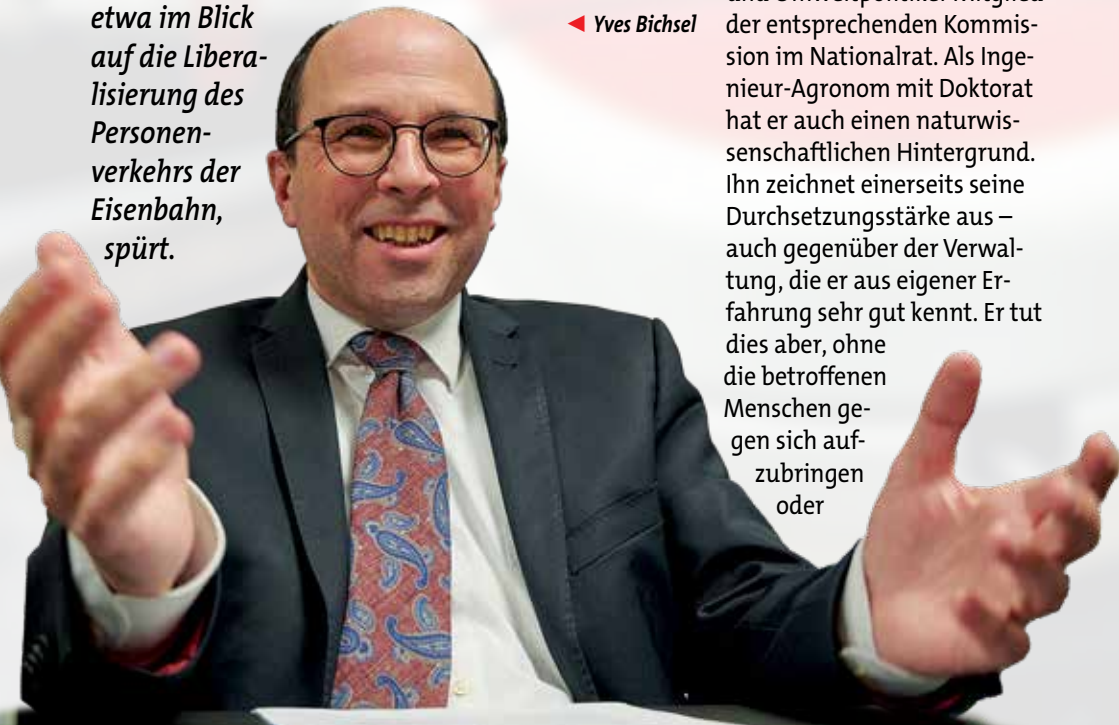 etwa im Blick
auf die Libera-
lisierung des
Personen-
verkehrs der
Eisenbahn,
spürt.
◀ Yves Bichsel
der entsprechenden Kommis-
sion im Nationalrat. Als Inge-
nieur-Agronom mit Doktorat
hat er auch einen naturwis-
senschaftlichen Hintergrund.
Ihn zeichnet einerseits seine
Durchsetzungsstärke aus –
auch gegenüber der Verwal-
tung, die er aus eigener Er-
fahrung sehr gut kennt. Er tut
dies aber, ohne
die betroffenen
Menschen ge-
gen sich auf-
zubringen
oder